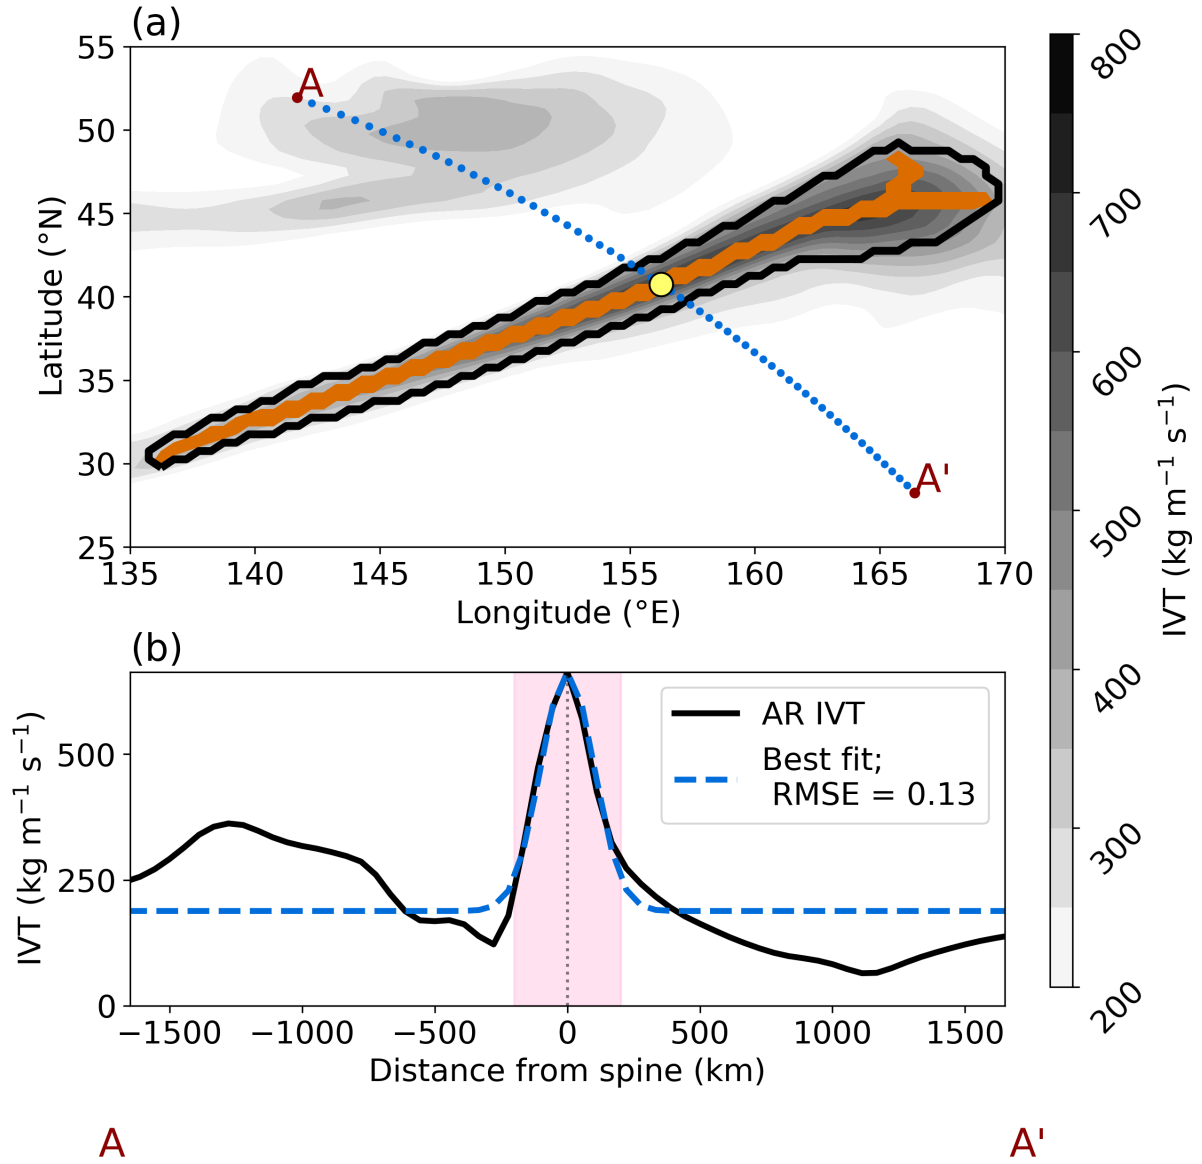 (a)
55
50
45
40
35
30
25
Latitude (°N)
A
A'
135 140 145 150 155 160 165 170
Longitude (°E)
800
700
600
500
400
300
200
IVT (kg m⁻¹ s⁻¹)
(b)
500
250
0
IVT (kg m⁻¹ s⁻¹)
AR IVT
Best fit;
RMSE = 0.13
−1500 −1000 −500 0 500 1000 1500
Distance from spine (km)
A A'